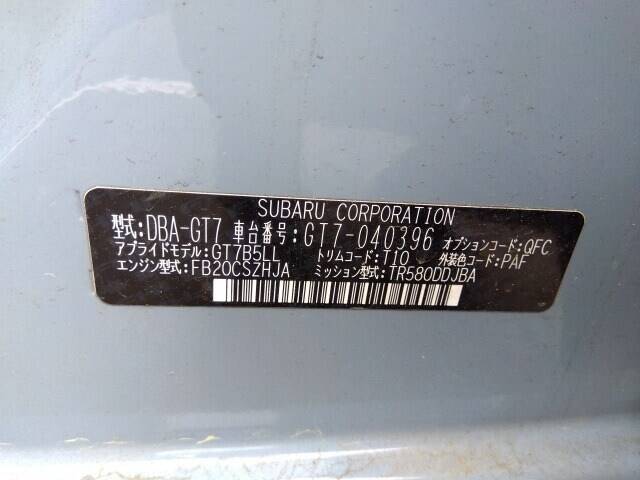 SUBARU CORPORATION
型式:DBA-GT7 車台番号:GT7-040396 オプションコード:QFC
アプライドモデル:GT7B5LL トリムコード:T10 外装色コード:PAF
エンジン型式:FB20CSZHJA ミッション型式:TR580DDJBA